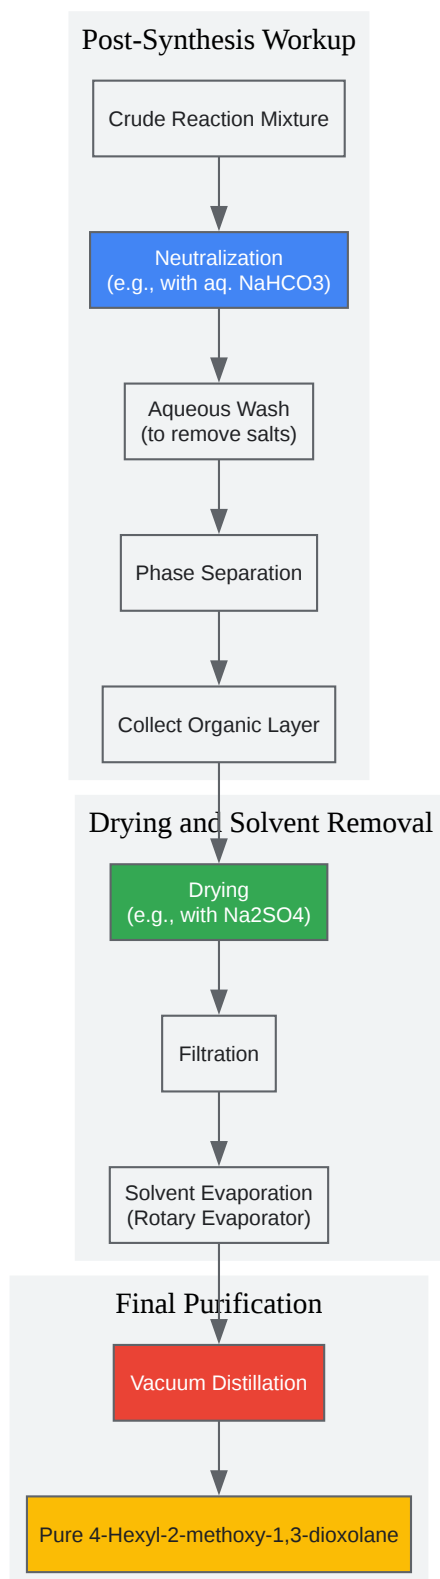 Post-Synthesis Workup
Crude Reaction Mixture
Neutralization
(e.g., with aq. NaHCO3)
Aqueous Wash
(to remove salts)
Phase Separation
Collect Organic Layer
Drying and Solvent Removal
Drying
(e.g., with Na2SO4)
Filtration
Solvent Evaporation
(Rotary Evaporator)
Final Purification
Vacuum Distillation
Pure 4-Hexyl-2-methoxy-1,3-dioxolane